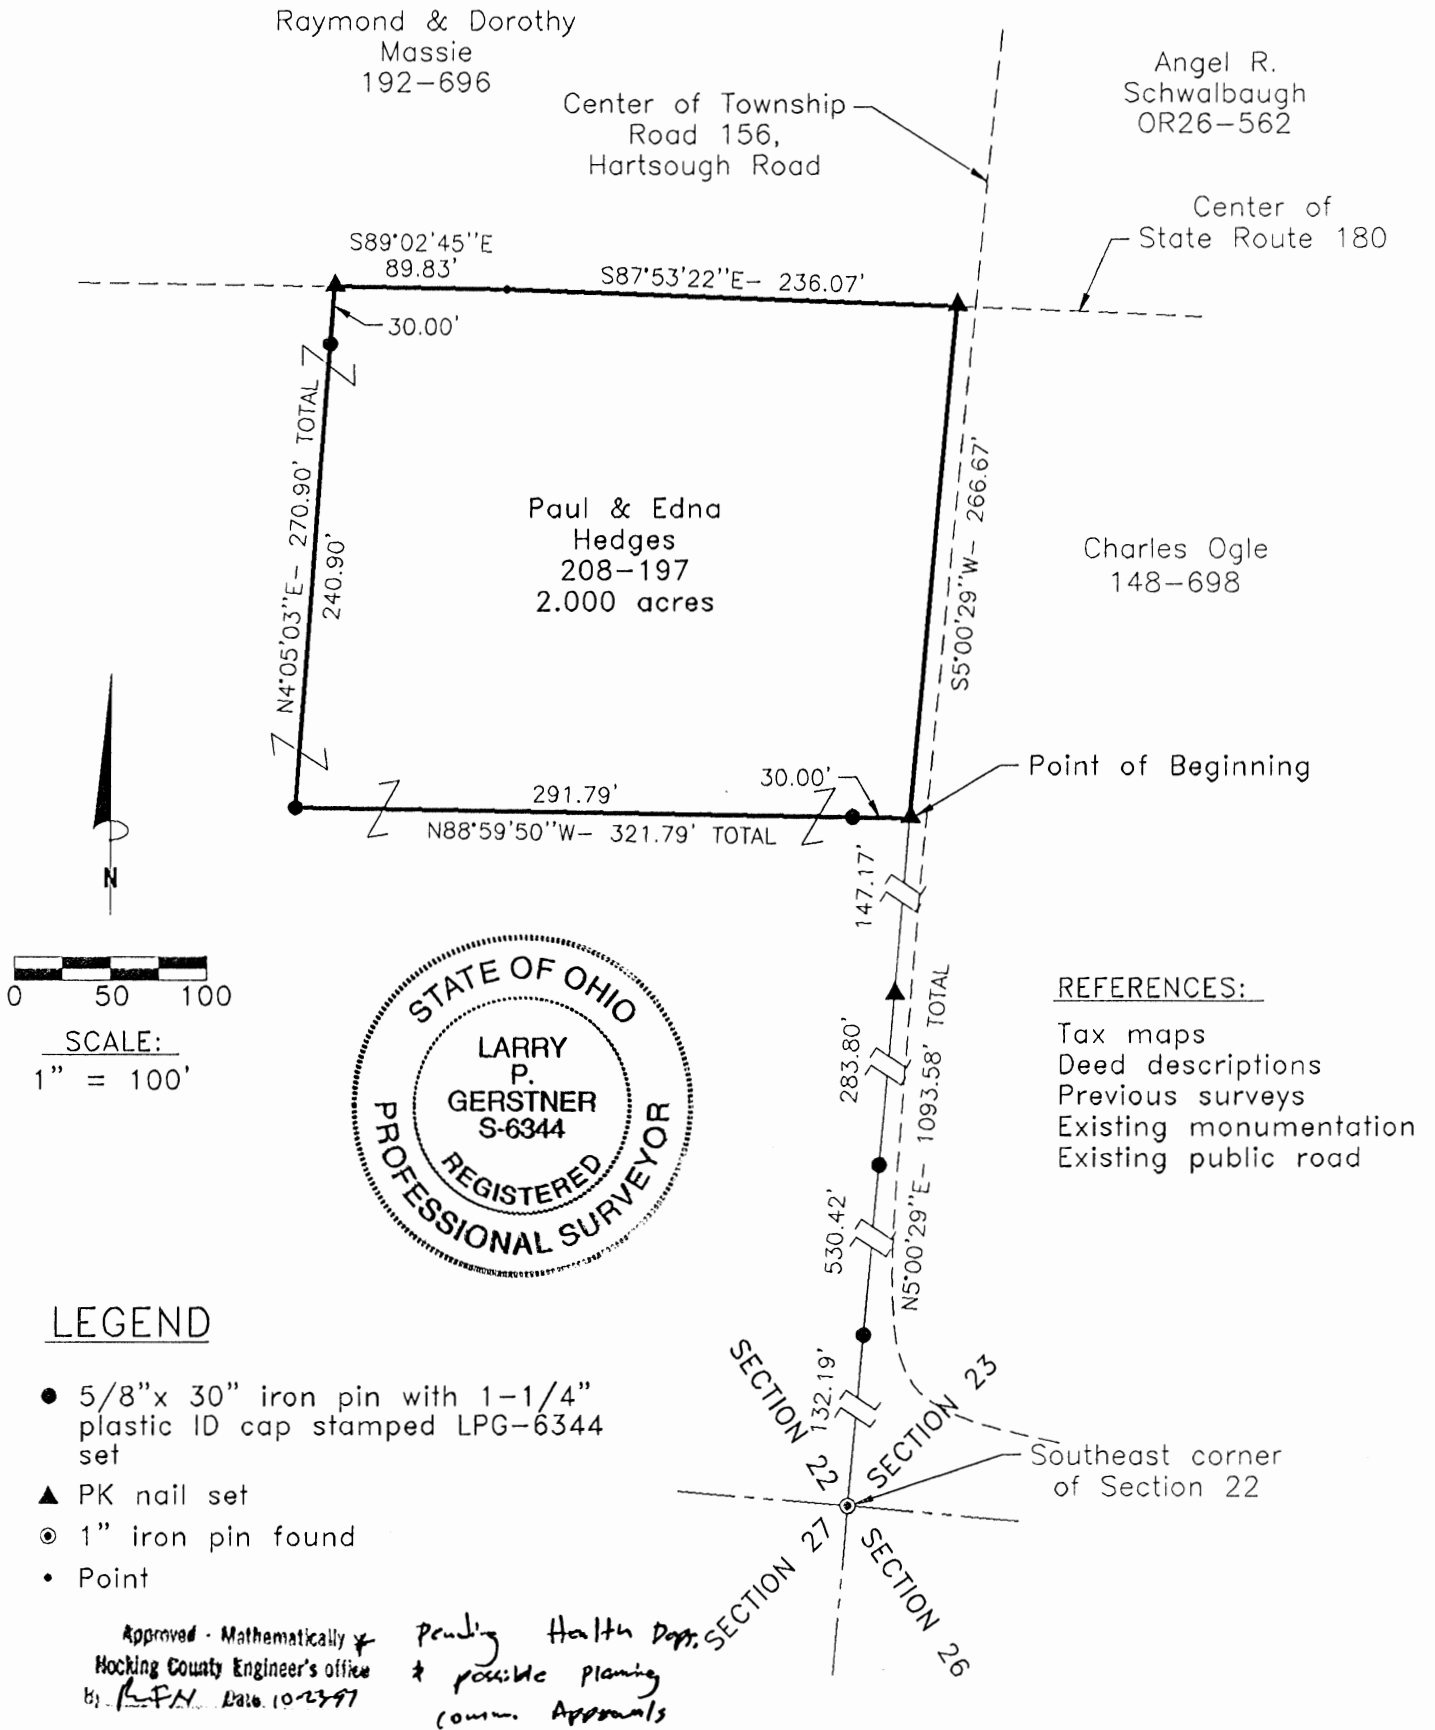 Raymond & Dorothy
Massie
192-696
Center of Township
Road 156,
Hartsough Road
Angel R.
Schwalbaugh
OR26-562
Center of
State Route 180
S89°02'45"E
89.83'
S87°53'22"E- 236.07'
30.00'
N4°05'03"E- 270.90' TOTAL
240.90'
Paul & Edna
Hedges
208-197
2.000 acres
S5°00'29"W- 266.67'
Charles Ogle
148-698
Point of Beginning
30.00'
291.79'
N88°59'50"W- 321.79' TOTAL
N
0 50 100
SCALE:
1" = 100'
STATE OF OHIO
LARRY
P.
GERSTNER
S-6344
REGISTERED
PROFESSIONAL SURVEYOR
147.17'
283.80'
530.42'
132.19'
N5°00'29"E- 1093.58' TOTAL
REFERENCES:
Tax maps
Deed descriptions
Previous surveys
Existing monumentation
Existing public road
LEGEND
5/8"x 30" iron pin with 1-1/4"
plastic ID cap stamped LPG-6344
set
PK nail set
1" iron pin found
Point
SECTION 22
SECTION 23
SECTION 27
SECTION 26
Southeast corner
of Section 22
Approved - Mathematically *
Hocking County Engineer's office
By RFN Date 10-23-97
Pending Health Dept.
& possible Planning
Comm. Approvals